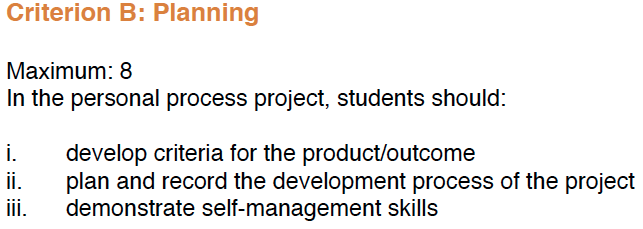 Criterion B: Planning
Maximum: 8
In the personal process project, students should:
i. develop criteria for the product/outcome
ii. plan and record the development process of the project
iii. demonstrate self-management skills